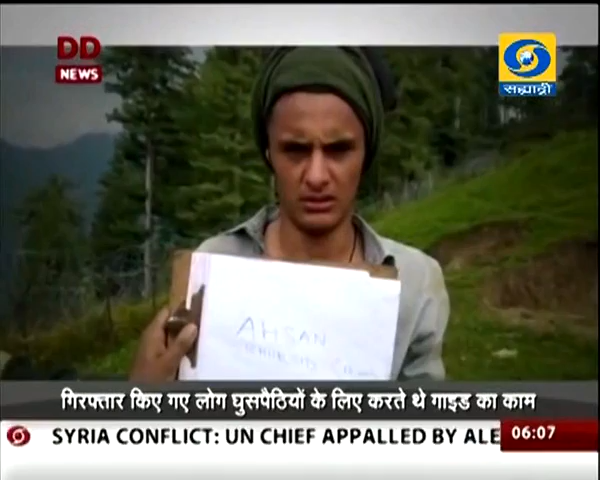 DD
NEWS
सह्याद्री
AHSAN
गिरफ्तार किए गए लोग घुसपैठियों के लिए करते थे गाइड का काम
SYRIA CONFLICT: UN CHIEF APPALLED BY ALE
06:07